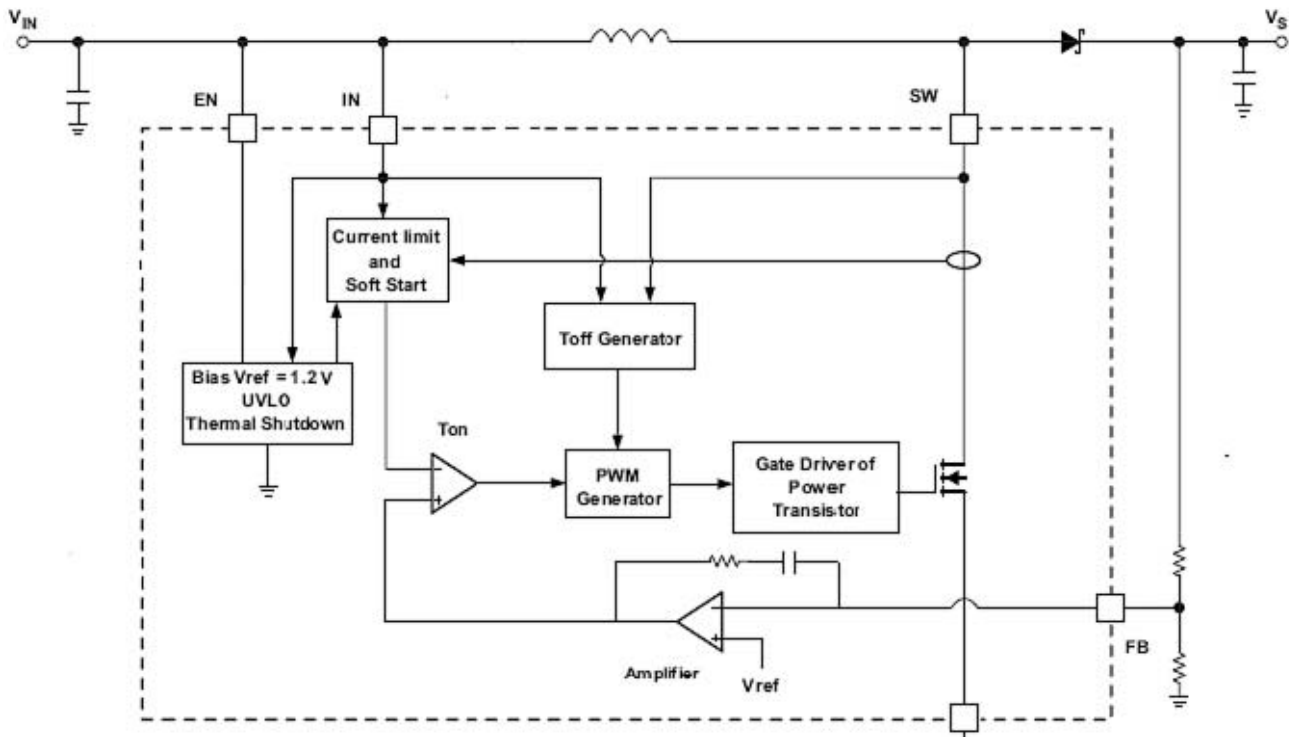 VIN
VS
EN
IN
SW
Current limit
and
Soft Start
Toff Generator
Bias Vref = 1.2 V
UVLO
Thermal Shutdown
Ton
PWM
Generator
Gate Driver of
Power
Transistor
−
+
−
+
Amplifier
Vref
FB